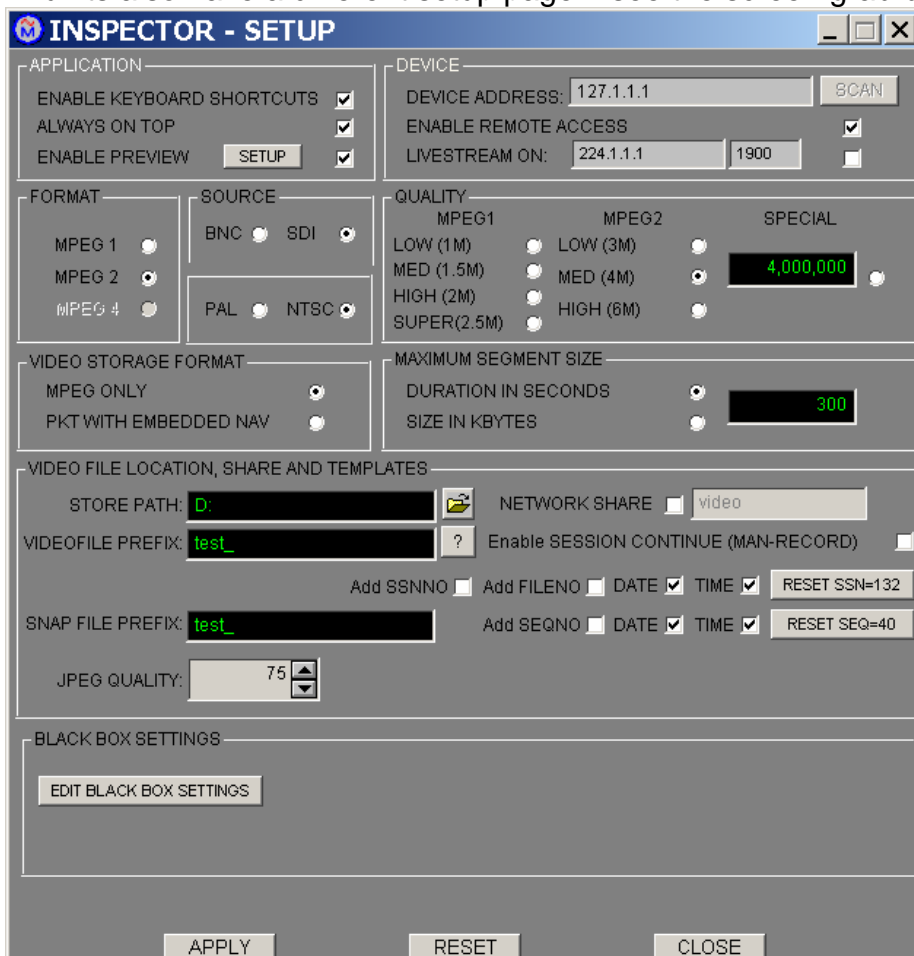 INSPECTOR - SETUP
APPLICATION
ENABLE KEYBOARD SHORTCUTS
ALWAYS ON TOP
ENABLE PREVIEW SETUP
DEVICE
DEVICE ADDRESS: 127.1.1.1 SCAN
ENABLE REMOTE ACCESS
LIVESTREAM ON: 224.1.1.1 1900
FORMAT
MPEG 1
MPEG 2
MPEG 4
SOURCE
BNC SDI
PAL NTSC
QUALITY
MPEG1 MPEG2 SPECIAL
LOW (1M) LOW (3M)
MED (1.5M) MED (4M) 4,000,000
HIGH (2M) HIGH (6M)
SUPER(2.5M)
VIDEO STORAGE FORMAT
MPEG ONLY
PKT WITH EMBEDDED NAV
MAXIMUM SEGMENT SIZE
DURATION IN SECONDS 300
SIZE IN KBYTES
VIDEO FILE LOCATION, SHARE AND TEMPLATES
STORE PATH: D: NETWORK SHARE video
VIDEOFILE PREFIX: test_ ? Enable SESSION CONTINUE (MAN-RECORD)
Add SSNNO Add FILENO DATE TIME RESET SSN=132
SNAP FILE PREFIX: test_ Add SEQNO DATE TIME RESET SEQ=40
JPEG QUALITY: 75
BLACK BOX SETTINGS
EDIT BLACK BOX SETTINGS
APPLY RESET CLOSE